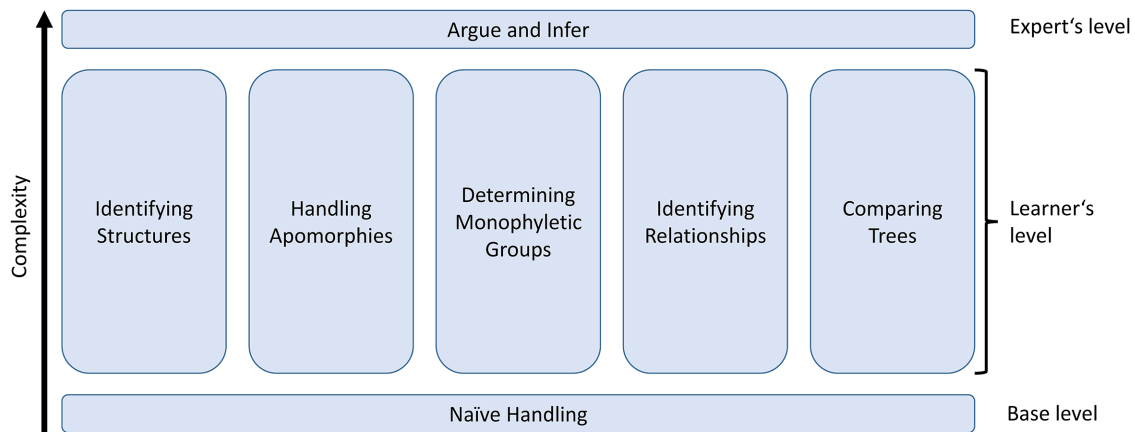 Argue and Infer
Expert‘s level
Complexity
Identifying
Structures
Handling
Apomorphies
Determining
Monophyletic
Groups
Identifying
Relationships
Comparing
Trees
Learner‘s
level
Naïve Handling
Base level